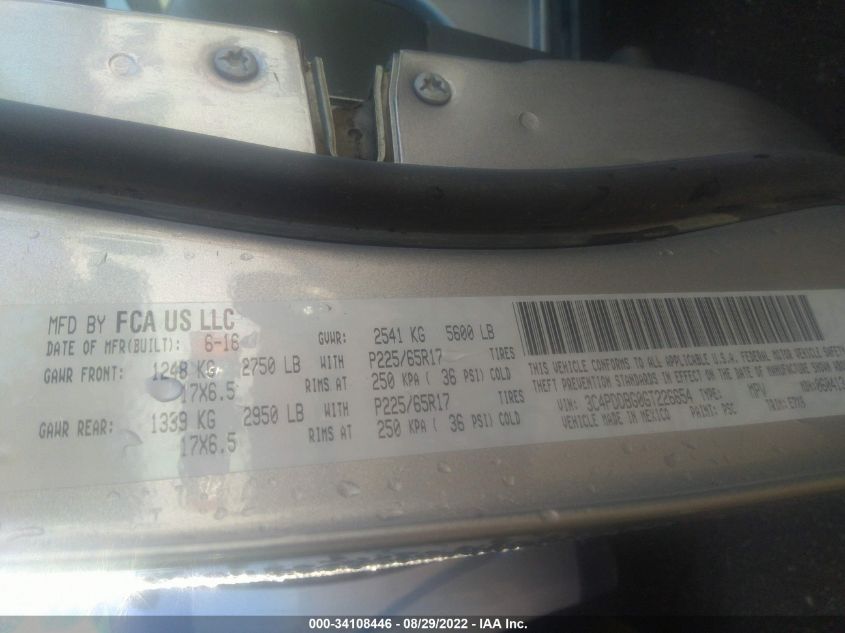 MFD BY FCA US LLC
DATE OF MFR(BUILT): 6-16 GVWR: 2541 KG 5600 LB
GAWR FRONT: 1248 KG 2750 LB WITH P225/65R17 TIRES
17X6.5 RIMS AT 250 KPA ( 36 PSI) COLD
GAWR REAR: 1339 KG 2950 LB WITH P225/65R17 TIRES
17X6.5 RIMS AT 250 KPA ( 36 PSI) COLD
THIS VEHICLE CONFORMS TO ALL APPLICABLE U.S.A. FEDERAL MOTOR VEHICLE SAFETY
THEFT PREVENTION STANDARDS IN EFFECT ON THE DATE OF MANUFACTURE SHOWN ABOVE.
VIN: 3C4PDDBG0GT226654 TYPE: MPV
VEHICLE MADE IN MEXICO PAINT: PSC
000-34108446 - 08/29/2022 - IAA Inc.